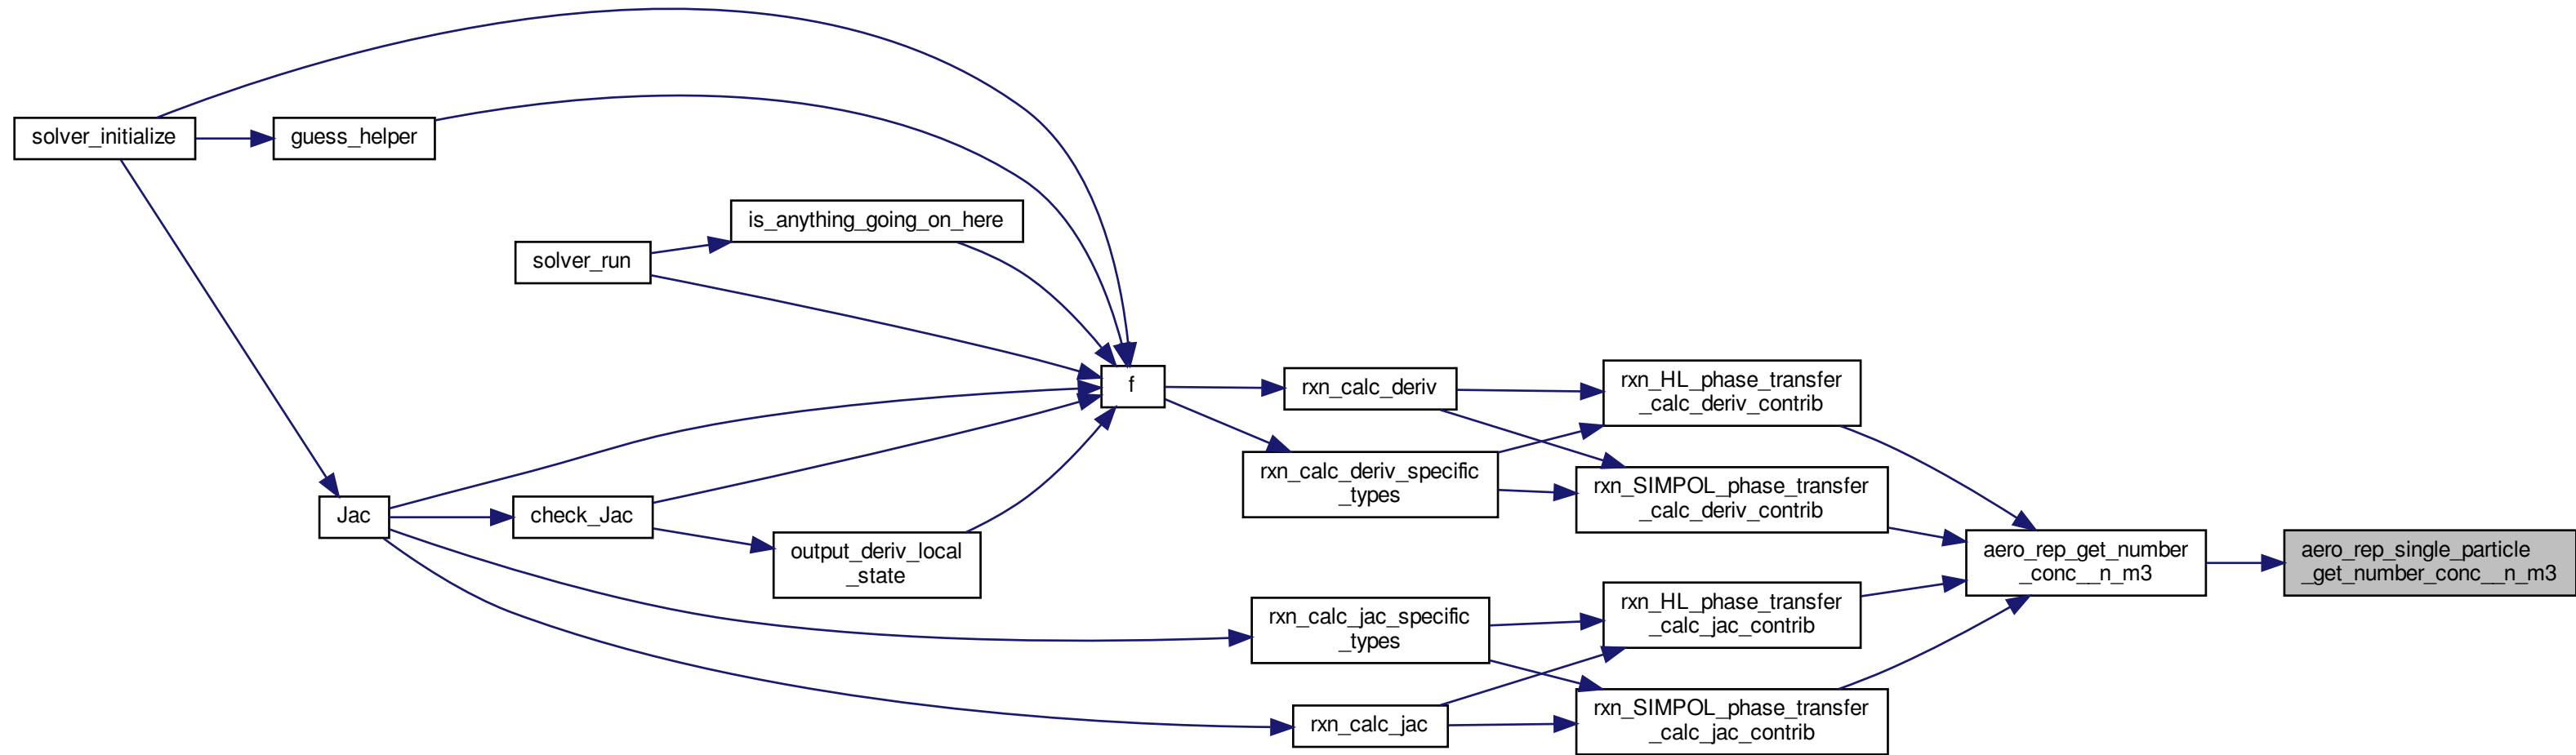 solver_initialize
guess_helper
is_anything_going_on_here
solver_run
f
rxn_calc_deriv
rxn_HL_phase_transfer
_calc_deriv_contrib
rxn_calc_deriv_specific
_types
rxn_SIMPOL_phase_transfer
_calc_deriv_contrib
Jac
check_Jac
output_deriv_local
_state
aero_rep_get_number
_conc__n_m3
aero_rep_single_particle
_get_number_conc__n_m3
rxn_calc_jac_specific
_types
rxn_HL_phase_transfer
_calc_jac_contrib
rxn_calc_jac
rxn_SIMPOL_phase_transfer
_calc_jac_contrib